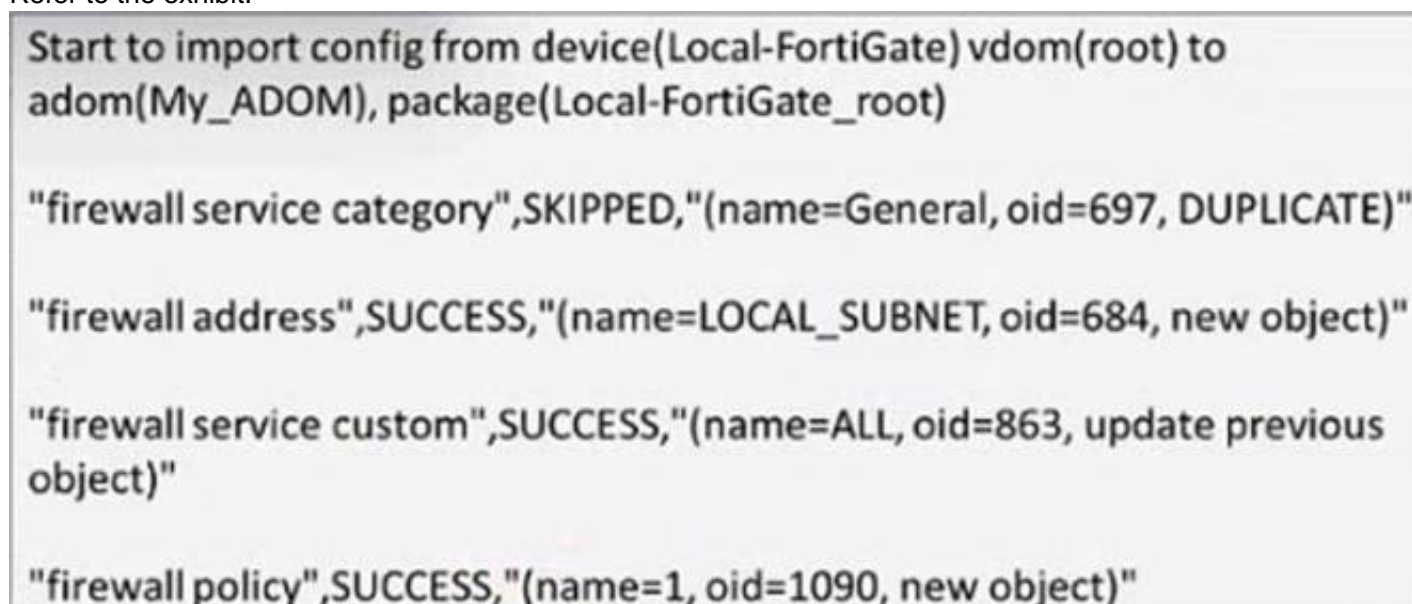 Refer to the exhibit.
Start to import config from device(Local-FortiGate) vdom(root) to
adom(My_ADOM), package(Local-FortiGate_root)
"firewall service category",SKIPPED,"(name=General, oid=697, DUPLICATE)"
"firewall address",SUCCESS,"(name=LOCAL_SUBNET, oid=684, new object)"
"firewall service custom",SUCCESS,"(name=ALL, oid=863, update previous
object)"
"firewall policy",SUCCESS,"(name=1, oid=1090, new object)"